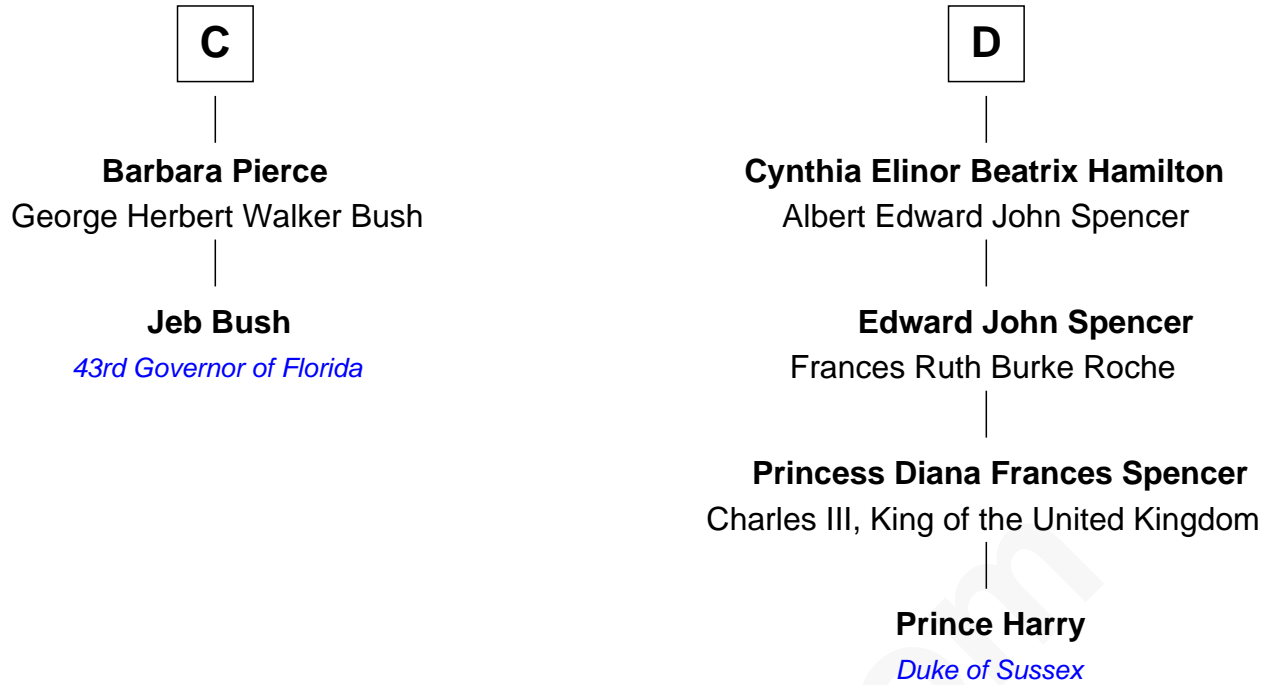 C
Barbara Pierce
George Herbert Walker Bush
Jeb Bush
43rd Governor of Florida
D
Cynthia Elinor Beatrix Hamilton
Albert Edward John Spencer
Edward John Spencer
Frances Ruth Burke Roche
Princess Diana Frances Spencer
Charles III, King of the United Kingdom
Prince Harry
Duke of Sussex